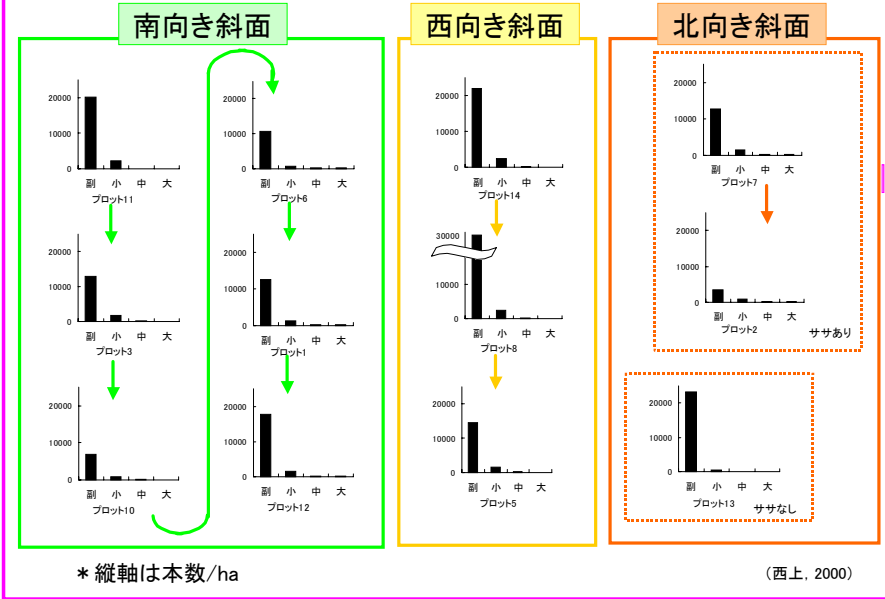 南向き斜面
20000
10000
0
副 小 中 大
プロット11
20000
10000
0
副 小 中 大
プロット3
20000
10000
0
副 小 中 大
プロット10
20000
10000
0
副 小 中 大
プロット6
20000
10000
0
副 小 中 大
プロット1
20000
10000
0
副 小 中 大
プロット12
西向き斜面
20000
10000
0
副 小 中 大
プロット14
30000
10000
0
副 小 中 大
プロット8
20000
10000
0
副 小 中 大
プロット5
北向き斜面
20000
10000
0
副 小 中 大
プロット7
20000
10000
0
副 小 中 大
プロット2
ササあり
20000
10000
0
副 小 中 大
プロット13
ササなし
＊縦軸は本数/ha
（西上，2000）